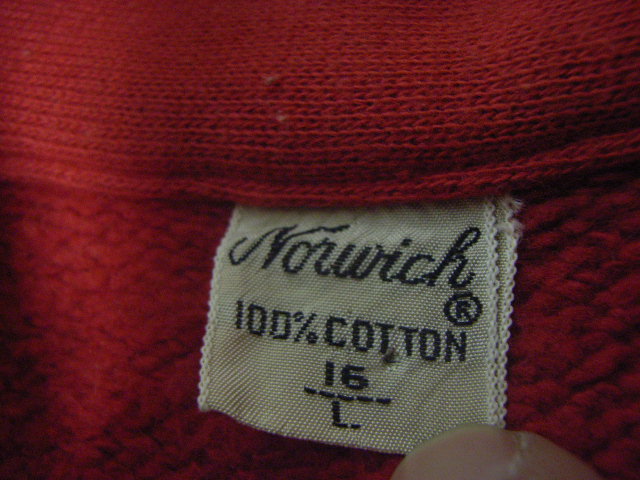 Norwich ®
100% COTTON
16
L.